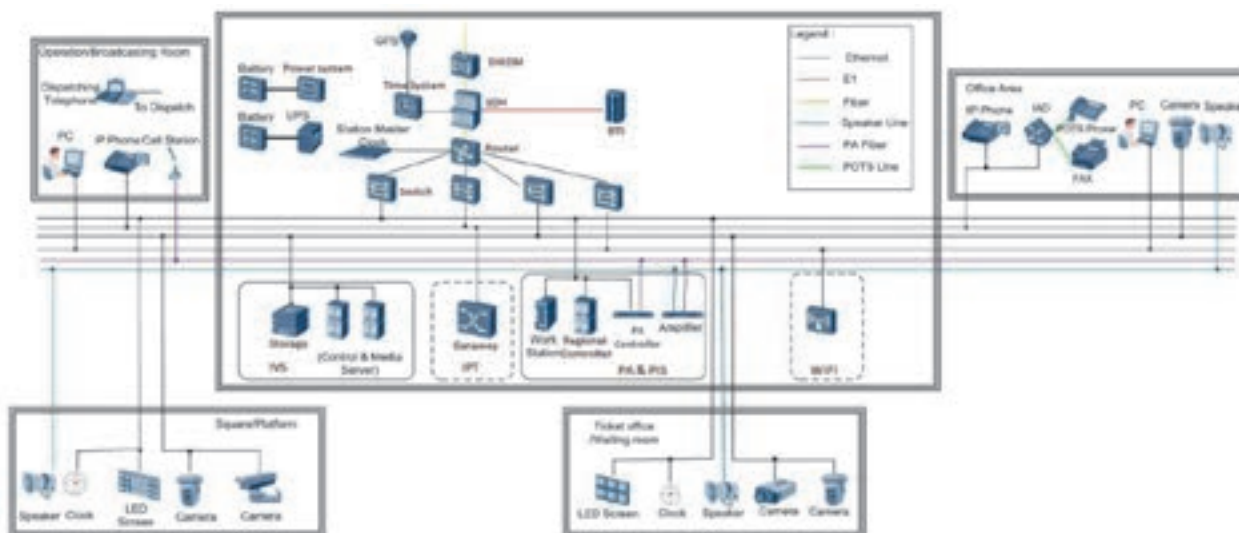 Operation/Broadcasting Room
Dispatching
Telephone
To Dispatch
PC
IP Phone
Call Station
GPS
Battery
Power system
Time System
Battery
UPS
Station Master
Clock
Router
Switch
BTS
Legend :
Ethernet
E1
Fiber
Speaker Line
PA Fiber
POTS Line
Office Area
IP Phone
IAD
POTS Phone
FAX
PC
Camera
Speaker
Storage
(Control & Media
Server)
IVS
Gateway
IPT
Work
Station
Regional
Controller
PA
Controller
Amplifier
PA & PIS
WIFI
Square/Platform
Speaker
Clock
LED
Screen
Camera
Camera
Ticket office
/Waiting room
LED Screen
Clock
Speaker
Camera
Camera